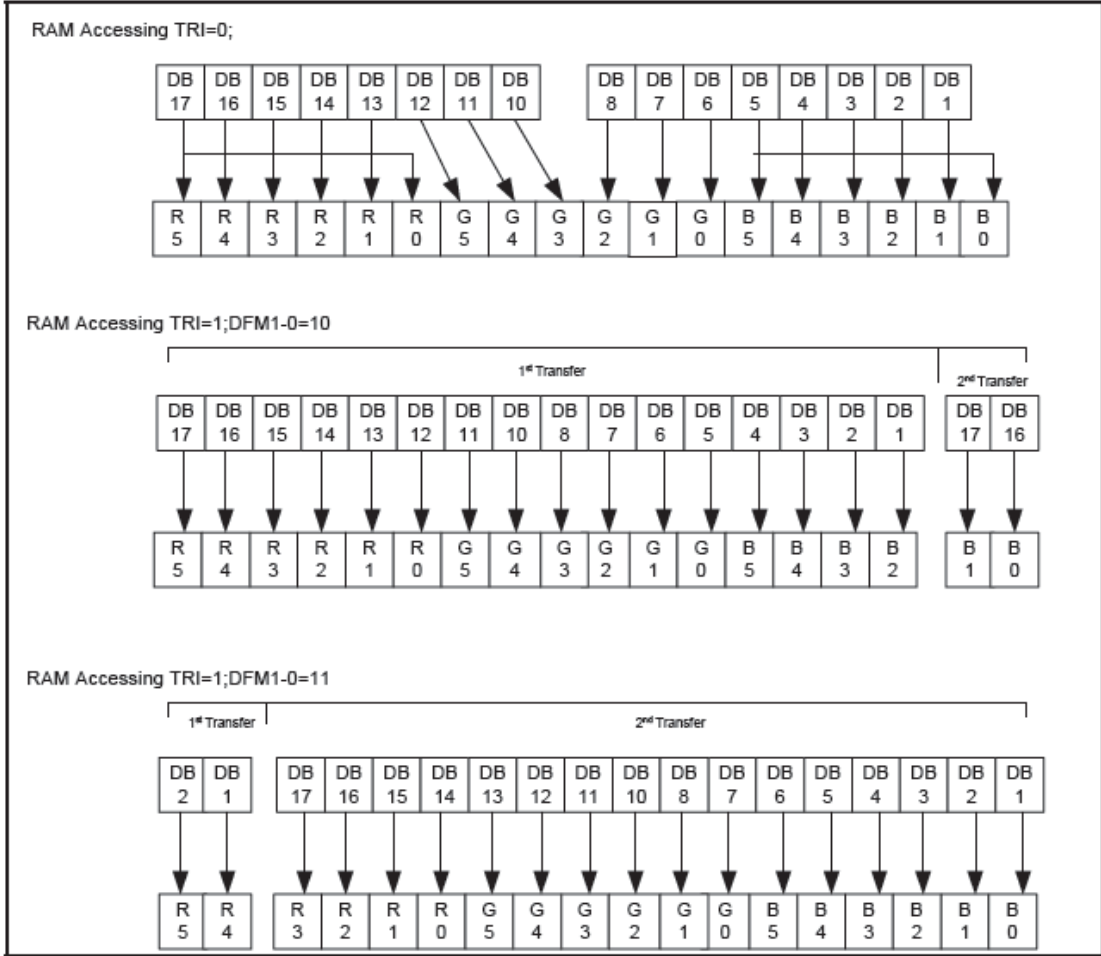 RAM Accessing TRI=0;
DB DB DB DB DB DB DB DB DB DB DB DB DB DB DB DB
17 16 15 14 13 12 11 10 8 7 6 5 4 3 2 1
R R R R R R G G G G G G B B B B B B
5 4 3 2 1 0 5 4 3 2 1 0 5 4 3 2 1 0
RAM Accessing TRI=1;DFM1-0=10
1st Transfer 2nd Transfer
DB DB DB DB DB DB DB DB DB DB DB DB DB DB DB DB DB DB
17 16 15 14 13 12 11 10 8 7 6 5 4 3 2 1 17 16
R R R R R R G G G G G G B B B B B B
5 4 3 2 1 0 5 4 3 2 1 0 5 4 3 2 1 0
RAM Accessing TRI=1;DFM1-0=11
1st Transfer 2nd Transfer
DB DB DB DB DB DB DB DB DB DB DB DB DB DB DB DB DB DB
2 1 17 16 15 14 13 12 11 10 8 7 6 5 4 3 2 1
R R R R R R G G G G G G B B B B B B
5 4 3 2 1 0 5 4 3 2 1 0 5 4 3 2 1 0